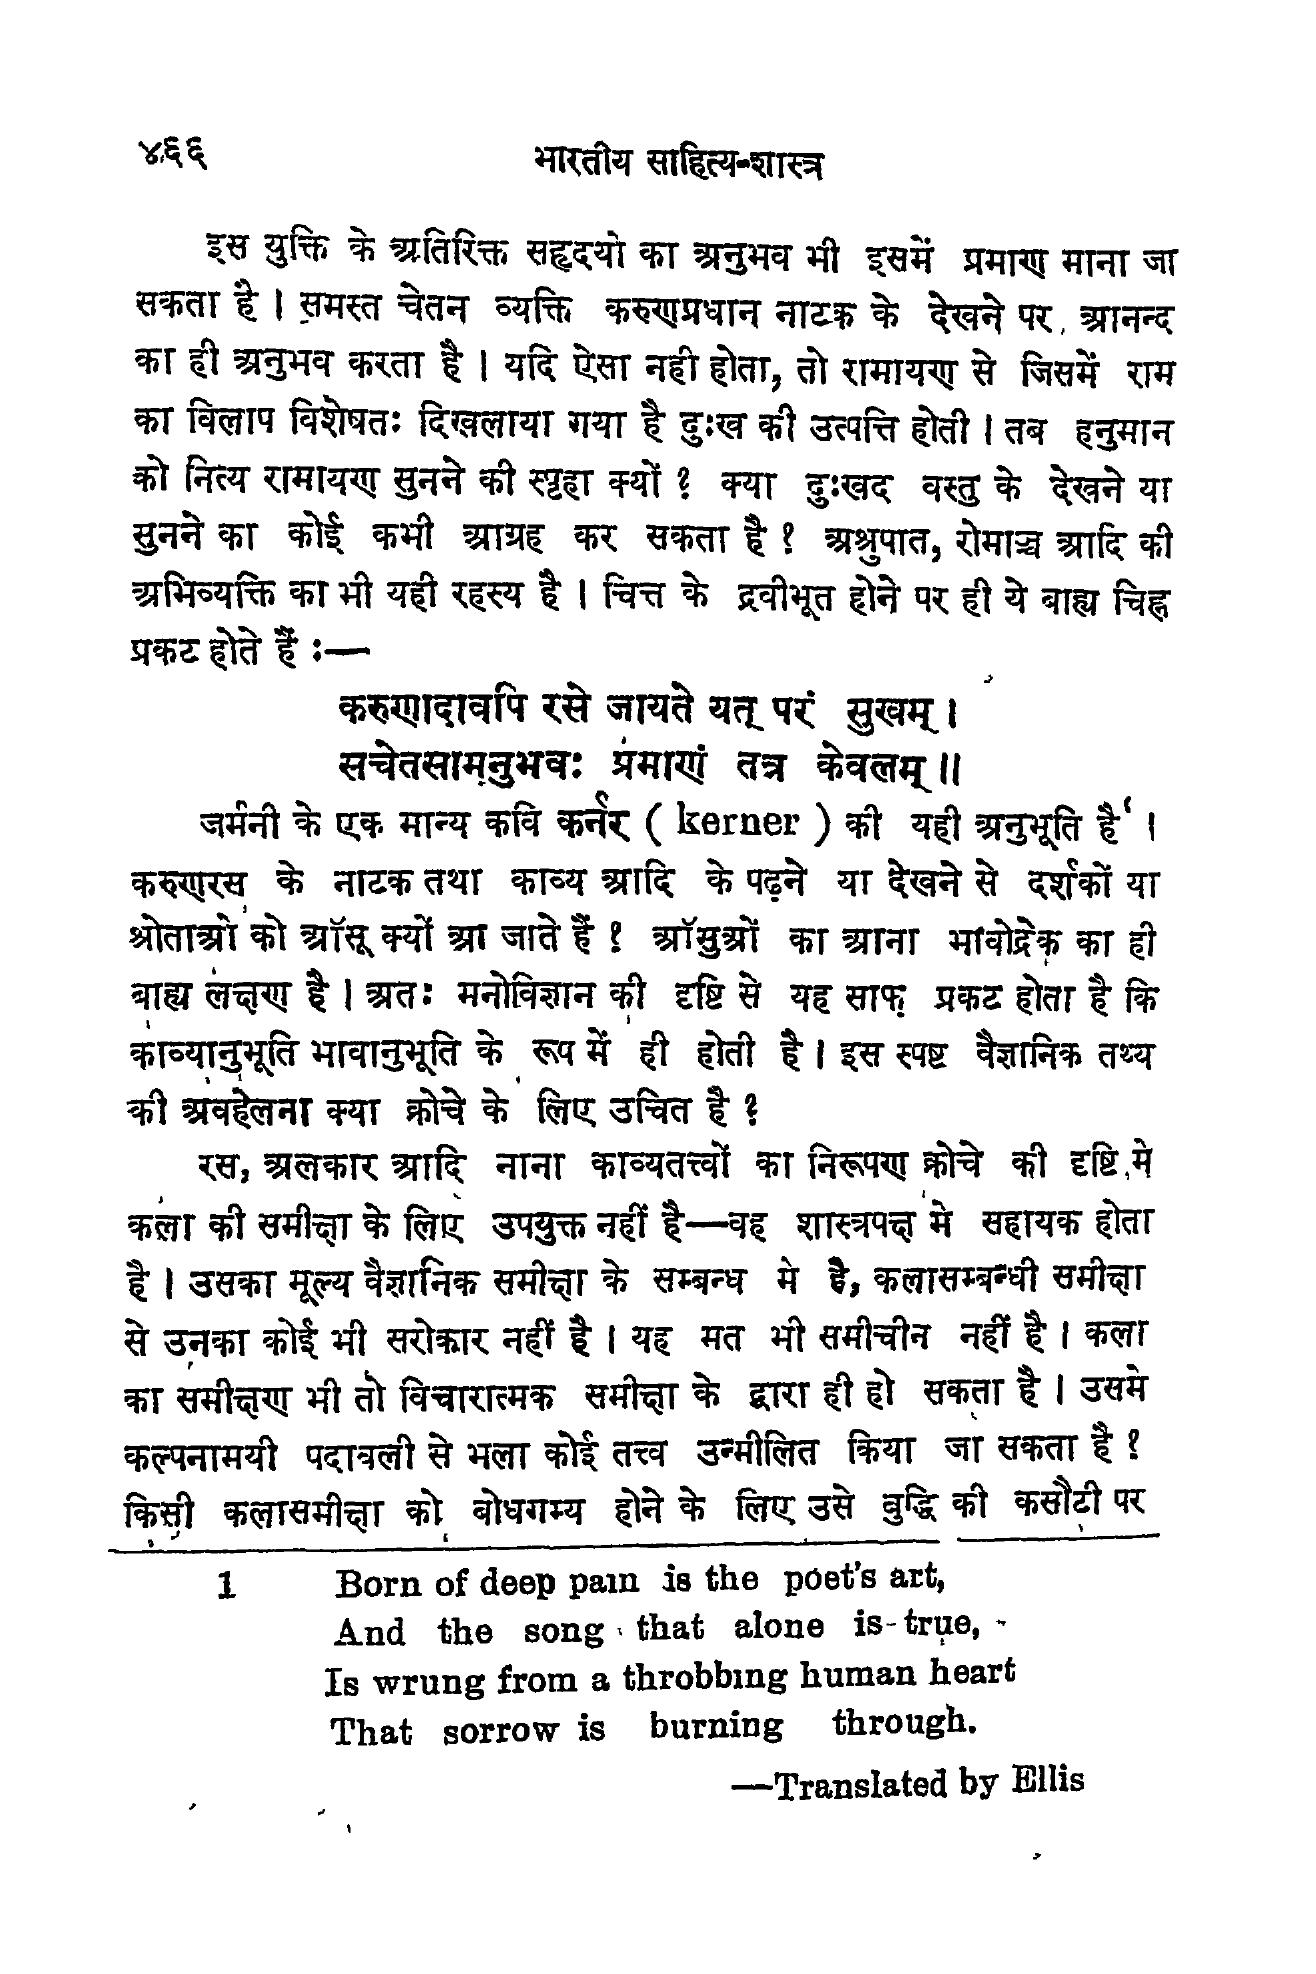 ४६६ भारतीय साहित्य-शास्त्र
इस युक्ति के अतिरिक्त सहृदयो का अनुभव भी इसमें प्रमाण माना जा
सकता है । समस्त चेतन व्यक्ति करुणप्रधान नाटक के देखने पर आनन्द
का ही अनुभव करता है । यदि ऐसा नही होता, तो रामायण से जिसमें राम
का विलाप विशेषतः दिखलाया गया है दुःख की उत्पत्ति होती । तब हनुमान
को नित्य रामायण सुनने की स्पृहा क्यों ? क्या दुःखद वस्तु के देखने या
सुनने का कोई कभी आग्रह कर सकता है ? अश्रुपात, रोमाञ्च आदि की
अभिव्यक्ति का भी यही रहस्य है । चित्त के द्रवीभूत होने पर ही ये बाह्य चिह्न
प्रकट होते हैं :—
करुणादावपि रसे जायते यत् परं सुखम् ।
सचेतसामनुभवः प्रमाणं तत्र केवलम् ॥
जर्मनी के एक मान्य कवि कर्नर ( kerner ) की यही अनुभूति है¹ ।
करुणरस के नाटक तथा काव्य आदि के पढ़ने या देखने से दर्शकों या
श्रोताओ को ऑसू क्यों आ जाते हैं ? ऑसुओं का आना भावोद्रेक का ही
बाह्य लक्षण है । अतः मनोविज्ञान की दृष्टि से यह साफ़ प्रकट होता है कि
काव्यानुभूति भावानुभूति के रूप में ही होती है । इस स्पष्ट वैज्ञानिक तथ्य
की अवहेलना क्या क्रोचे के लिए उचित है ?
रस, अलकार आदि नाना काव्यतत्त्वों का निरूपण क्रोचे की दृष्टि मे
कला की समीक्षा के लिए उपयुक्त नहीं है—वह शास्त्रपक्ष मे सहायक होता
है । उसका मूल्य वैज्ञानिक समीक्षा के सम्बन्ध मे है, कलासम्बन्धी समीक्षा
से उनका कोई भी सरोकार नहीं है । यह मत भी समीचीन नहीं है । कला
का समीक्षण भी तो विचारात्मक समीक्षा के द्वारा ही हो सकता है । उसमे
कल्पनामयी पदावली से भला कोई तत्त्व उन्मीलित किया जा सकता है ?
किसी कलासमीक्षा को बोधगम्य होने के लिए उसे बुद्धि की कसौटी पर
1 Born of deep pain is the poet's art,
And the song that alone is true,
Is wrung from a throbbing human heart
That sorrow is burning through.
—Translated by Ellis